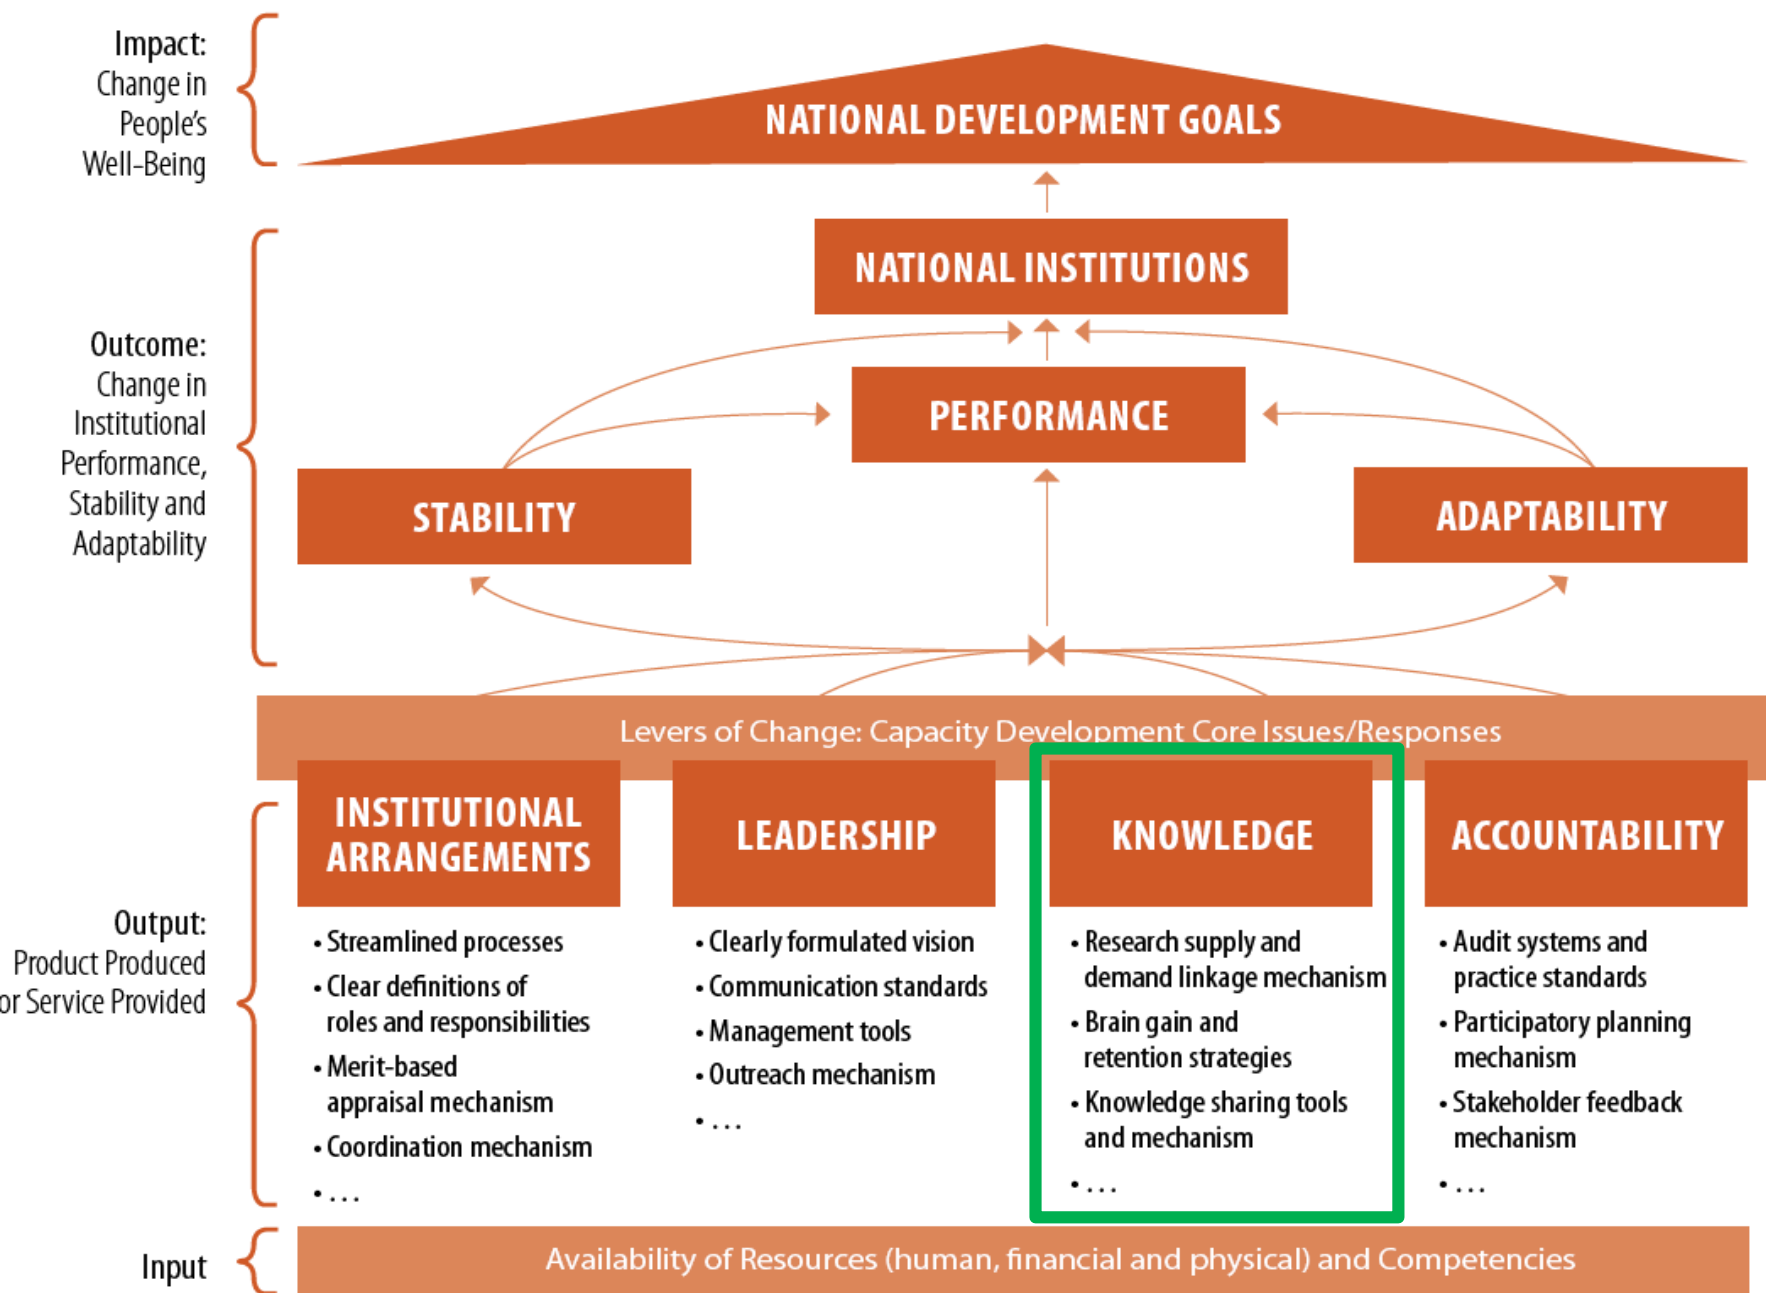 Impact:
Change in
People's
Well-Being
NATIONAL DEVELOPMENT GOALS
NATIONAL INSTITUTIONS
Outcome:
Change in
Institutional
Performance,
Stability and
Adaptability
PERFORMANCE
STABILITY
ADAPTABILITY
Levers of Change: Capacity Development Core Issues/Responses
Output:
Product Produced
or Service Provided
INSTITUTIONAL
ARRANGEMENTS
• Streamlined processes
• Clear definitions of
roles and responsibilities
• Merit-based
appraisal mechanism
• Coordination mechanism
• ...
LEADERSHIP
• Clearly formulated vision
• Communication standards
• Management tools
• Outreach mechanism
• ...
KNOWLEDGE
• Research supply and
demand linkage mechanism
• Brain gain and
retention strategies
• Knowledge sharing tools
and mechanism
• ...
ACCOUNTABILITY
• Audit systems and
practice standards
• Participatory planning
mechanism
• Stakeholder feedback
mechanism
• ...
Input
Availability of Resources (human, financial and physical) and Competencies